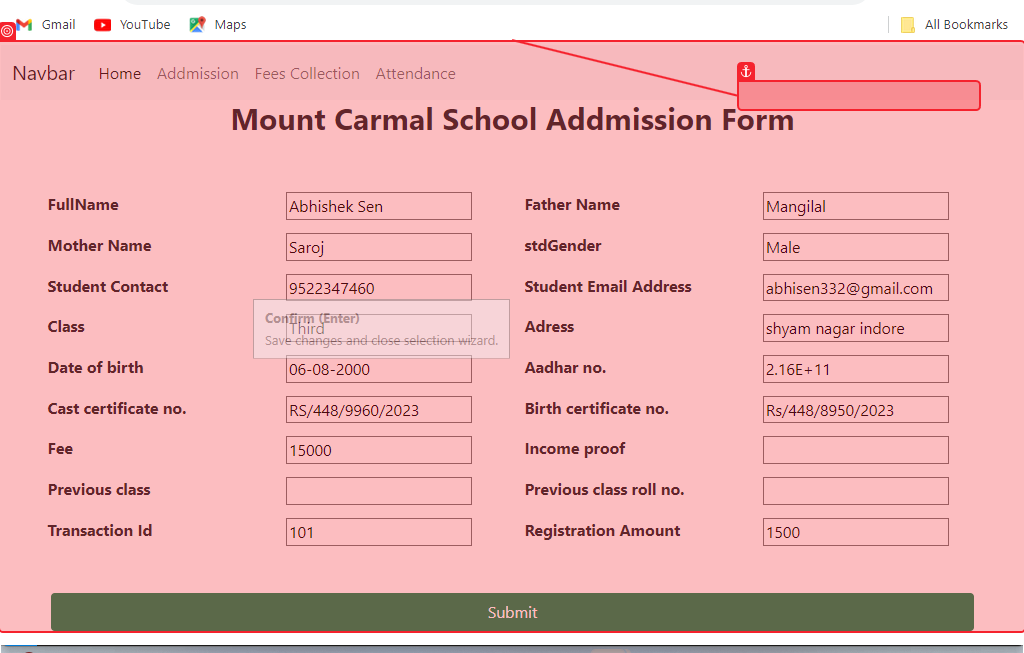 Gmail YouTube Maps All Bookmarks
Navbar Home Addmission Fees Collection Attendance
Mount Carmal School Addmission Form
FullName Abhishek Sen Father Name Mangilal
Mother Name Saroj stdGender Male
Student Contact 9522347460 Student Email Address abhisen332@gmail.com
Confirm (Enter)
Class Third Adress shyam nagar indore
Save changes and close selection wizard.
Date of birth 06-08-2000 Aadhar no. 2.16E+11
Cast certificate no. RS/448/9960/2023 Birth certificate no. Rs/448/8950/2023
Fee 15000 Income proof
Previous class Previous class roll no.
Transaction Id 101 Registration Amount 1500
Submit